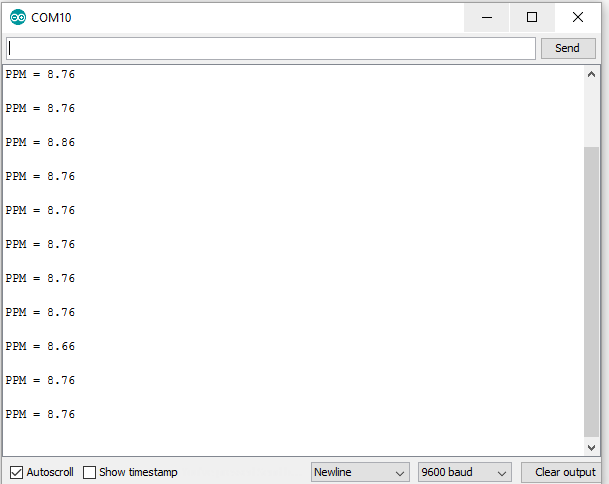 COM10
Send
PPM = 8.76
PPM = 8.76
PPM = 8.86
PPM = 8.76
PPM = 8.76
PPM = 8.76
PPM = 8.76
PPM = 8.76
PPM = 8.66
PPM = 8.76
PPM = 8.76
Autoscroll Show timestamp Newline 9600 baud Clear output